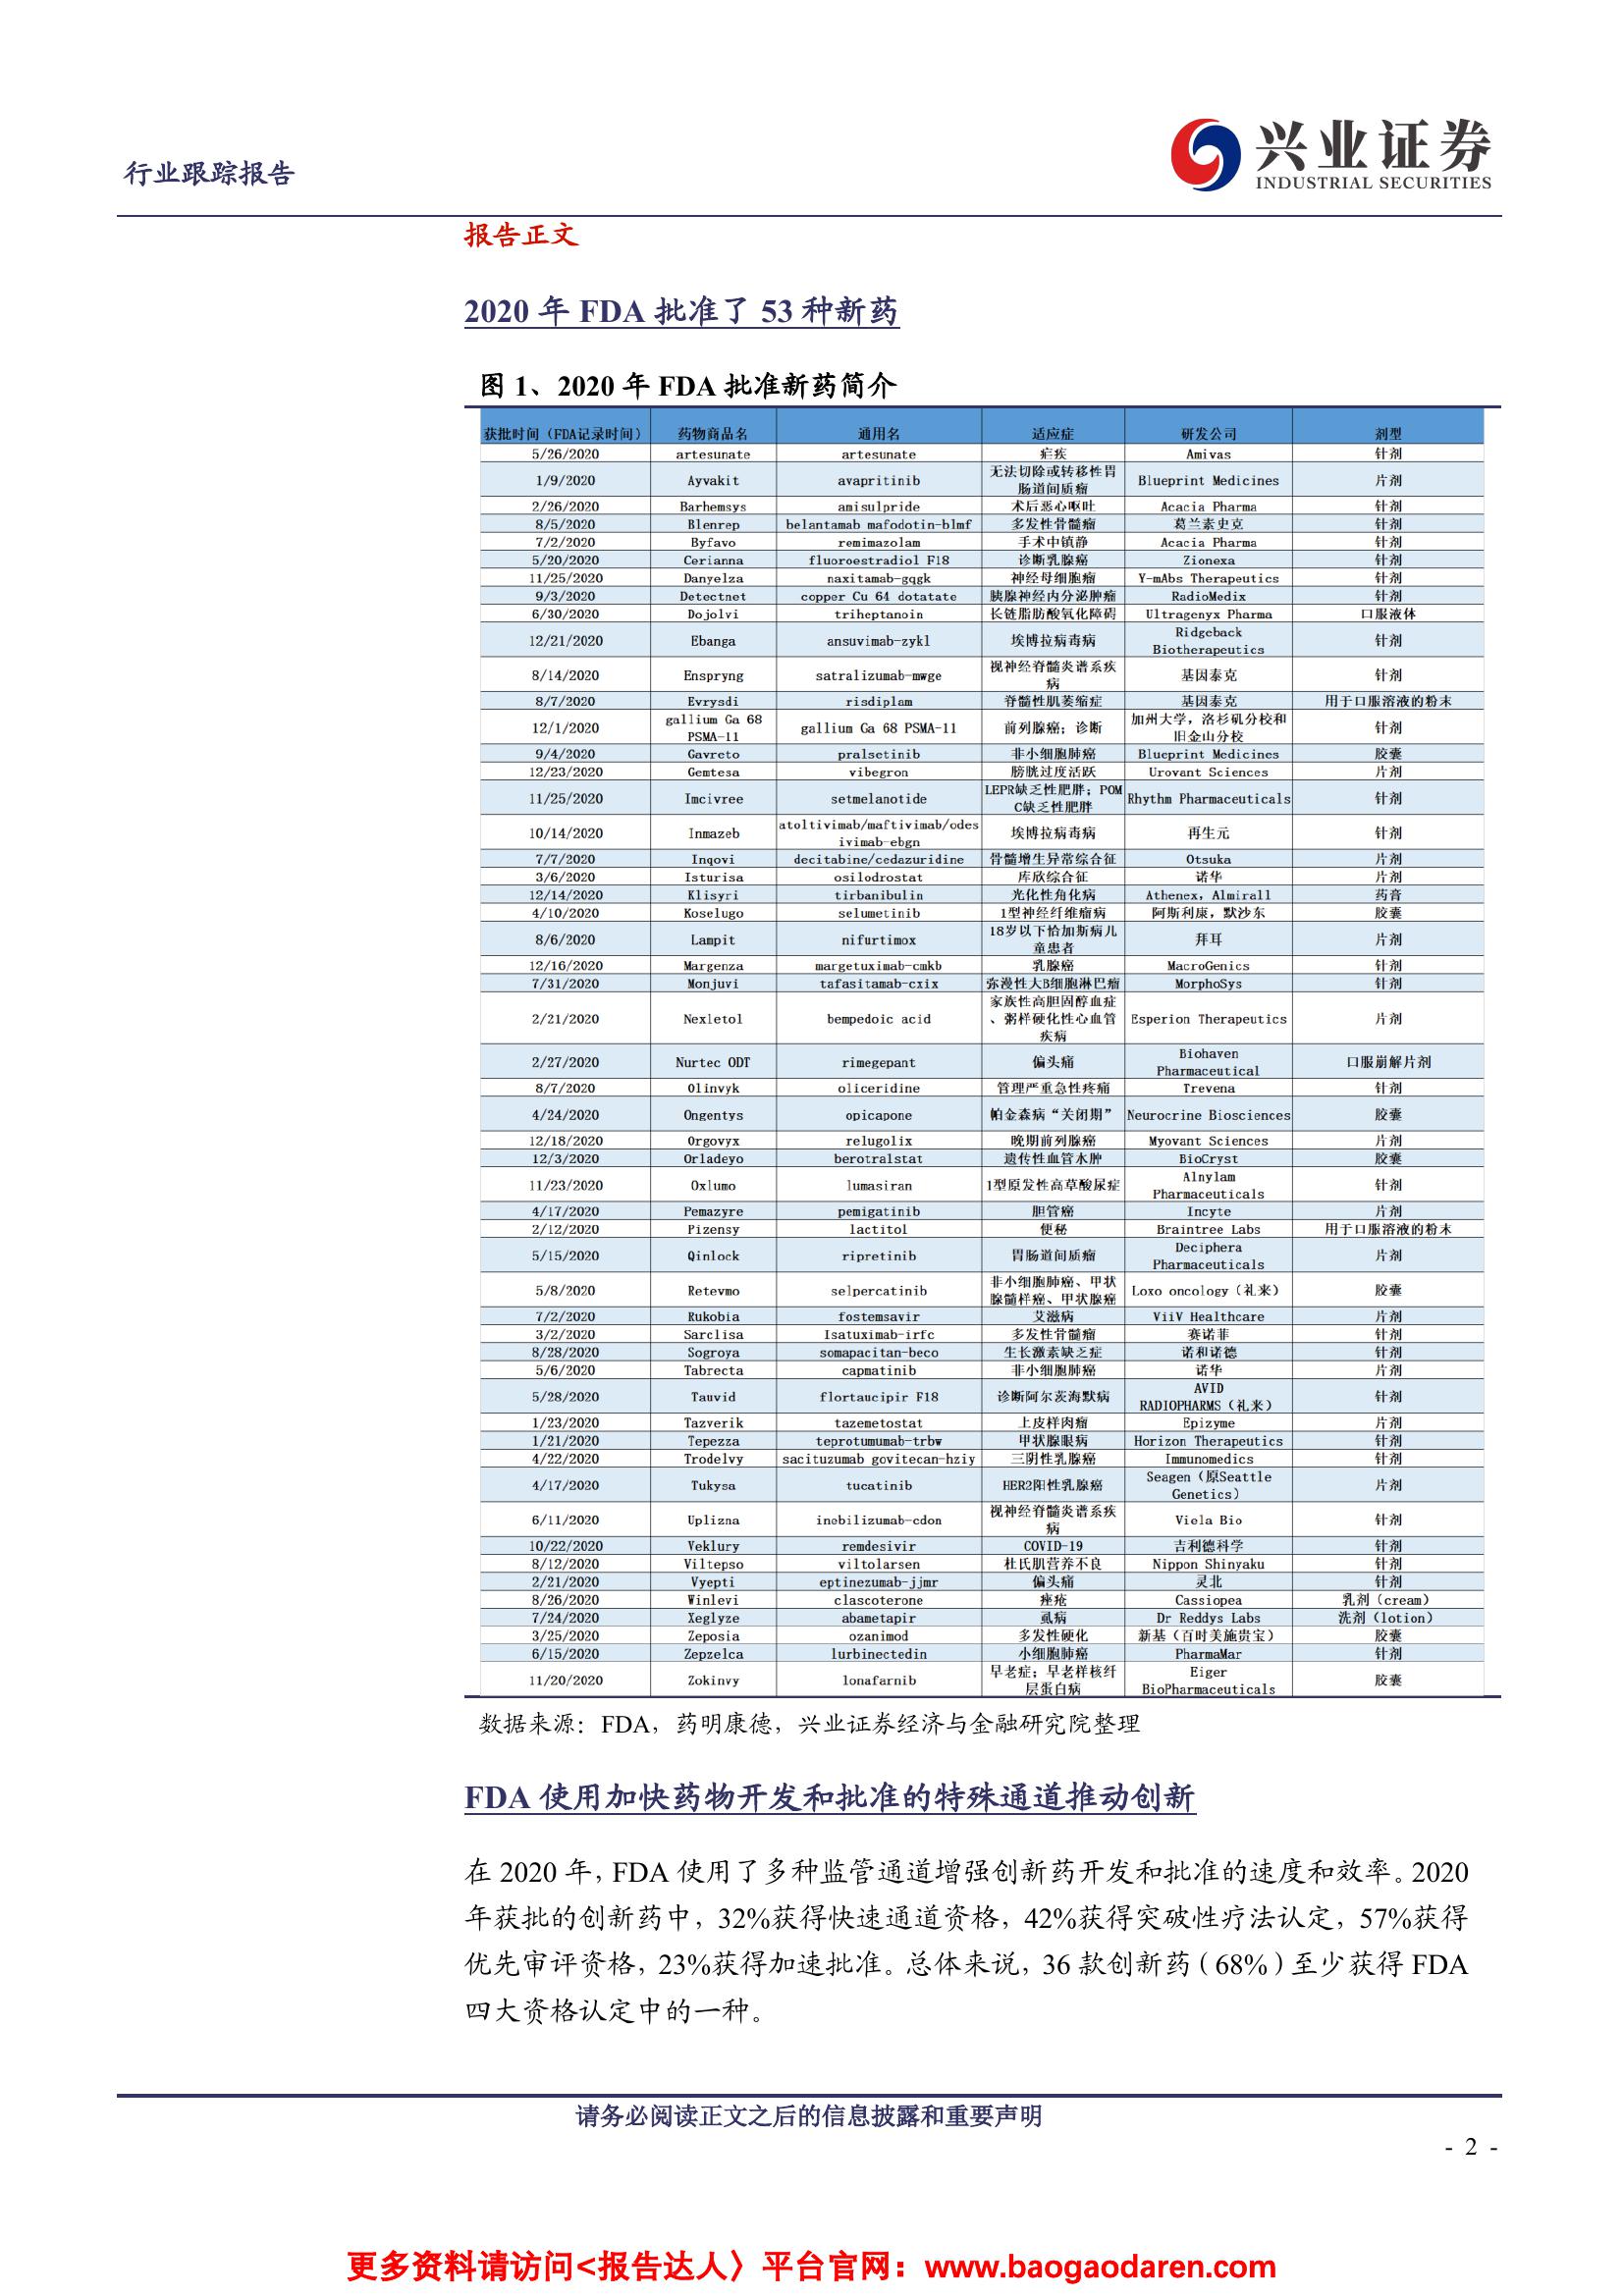 行业跟踪报告
兴业证券
INDUSTRIAL SECURITIES
报告正文
2020 年 FDA 批准了 53 种新药
图 1、2020 年 FDA 批准新药简介
获批时间（FDA记录时间） 药物商品名 通用名 适应症 研发公司 剂型
5/26/2020 artesunate artesunate 疟疾 Amivas 针剂
1/9/2020 Ayvakit avapritinib 无法切除或转移性胃肠道间质瘤 Blueprint Medicines 片剂
2/26/2020 Barhemsys amisulpride 术后恶心呕吐 Acacia Pharma 针剂
8/5/2020 Blenrep belantamab mafodotin-blmf 多发性骨髓瘤 葛兰素史克 针剂
7/2/2020 Byfavo remimazolam 手术中镇静 Acacia Pharma 针剂
5/20/2020 Cerianna fluoroestradiol F18 诊断乳腺癌 Zionexa 针剂
11/25/2020 Danyelza naxitamab-gqgk 神经母细胞瘤 Y-mAbs Therapeutics 针剂
9/3/2020 Detectnet copper Cu 64 dotatate 胰腺神经内分泌肿瘤 RadioMedix 针剂
6/30/2020 Dojolvi triheptanoin 长链脂肪酸氧化障碍 Ultragenyx Pharma 口服液体
12/21/2020 Ebanga ansuvimab-zykl 埃博拉病毒病 Ridgeback Biotherapeutics 针剂
8/14/2020 Enspryng satralizumab-mwge 视神经脊髓炎谱系疾病 基因泰克 针剂
8/7/2020 Evrysdi risdiplam 脊髓性肌萎缩症 基因泰克 用于口服溶液的粉末
12/1/2020 gallium Ga 68 PSMA-11 gallium Ga 68 PSMA-11 前列腺癌；诊断 加州大学，洛杉矶分校和旧金山分校 针剂
9/4/2020 Gavreto pralsetinib 非小细胞肺癌 Blueprint Medicines 胶囊
12/23/2020 Gemtesa vibegron 膀胱过度活跃 Urovant Sciences 片剂
11/25/2020 Imcivree setmelanotide LEPR缺乏性肥胖；POMC缺乏性肥胖 Rhythm Pharmaceuticals 针剂
10/14/2020 Inmazeb atoltivimab/maftivimab/odesivimab-ebgn 埃博拉病毒病 再生元 针剂
7/7/2020 Inqovi decitabine/cedazuridine 骨髓增生异常综合征 Otsuka 片剂
3/6/2020 Isturisa osilodrostat 库欣综合征 诺华 片剂
12/14/2020 Klisyri tirbanibulin 光化性角化病 Athenex，Almirall 药膏
4/10/2020 Koselugo selumetinib 1型神经纤维瘤病 阿斯利康，默沙东 胶囊
8/6/2020 Lampit nifurtimox 18岁以下恰加斯病儿童患者 拜耳 片剂
12/16/2020 Margenza margetuximab-cmkb 乳腺癌 MacroGenics 针剂
7/31/2020 Monjuvi tafasitamab-cxix 弥漫性大B细胞淋巴瘤 MorphoSys 针剂
2/21/2020 Nexletol bempedoic acid 家族性高胆固醇血症、粥样硬化性心血管疾病 Esperion Therapeutics 片剂
2/27/2020 Nurtec ODT rimegepant 偏头痛 Biohaven Pharmaceutical 口服崩解片剂
8/7/2020 Olinvyk oliceridine 管理严重急性疼痛 Trevena 针剂
4/24/2020 Ongentys opicapone 帕金森病“关闭期” Neurocrine Biosciences 胶囊
12/18/2020 Orgovyx relugolix 晚期前列腺癌 Myovant Sciences 片剂
12/3/2020 Orladeyo berotralstat 遗传性血管水肿 BioCryst 胶囊
11/23/2020 Oxlumo lumasiran 1型原发性高草酸尿症 Alnylam Pharmaceuticals 针剂
4/17/2020 Pemazyre pemigatinib 胆管癌 Incyte 片剂
2/12/2020 Pizensy lactitol 便秘 Braintree Labs 用于口服溶液的粉末
5/15/2020 Qinlock ripretinib 胃肠道间质瘤 Deciphera Pharmaceuticals 片剂
5/8/2020 Retevmo selpercatinib 非小细胞肺癌、甲状腺髓样癌、甲状腺癌 Loxo oncology（礼来） 胶囊
7/2/2020 Rukobia fostemsavir 艾滋病 ViiV Healthcare 片剂
3/2/2020 Sarclisa Isatuximab-irfc 多发性骨髓瘤 赛诺菲 针剂
8/28/2020 Sogroya somapacitan-beco 生长激素缺乏症 诺和诺德 针剂
5/6/2020 Tabrecta capmatinib 非小细胞肺癌 诺华 片剂
5/28/2020 Tauvid flortaucipir F18 诊断阿尔茨海默病 AVID RADIOPHARMS（礼来） 针剂
1/23/2020 Tazverik tazemetostat 上皮样肉瘤 Epizyme 片剂
1/21/2020 Tepezza teprotumumab-trbw 甲状腺眼病 Horizon Therapeutics 针剂
4/22/2020 Trodelvy sacituzumab govitecan-hziy 三阴性乳腺癌 Immunomedics 针剂
4/17/2020 Tukysa tucatinib HER2阳性乳腺癌 Seagen（原Seattle Genetics） 片剂
6/11/2020 Uplizna inebilizumab-cdon 视神经脊髓炎谱系疾病 Viela Bio 针剂
10/22/2020 Veklury remdesivir COVID-19 吉利德科学 针剂
8/12/2020 Viltepso viltolarsen 杜氏肌营养不良 Nippon Shinyaku 针剂
2/21/2020 Vyepti eptinezumab-jjmr 偏头痛 灵北 针剂
8/26/2020 Winlevi clascoterone 痤疮 Cassiopea 乳剂（cream）
7/24/2020 Xeglyze abametapir 虱病 Dr Reddys Labs 洗剂（lotion）
3/25/2020 Zeposia ozanimod 多发性硬化 新基（百时美施贵宝） 胶囊
6/15/2020 Zepzelca lurbinectedin 小细胞肺癌 PharmaMar 针剂
11/20/2020 Zokinvy lonafarnib 早老症；早老样核纤层蛋白病 Eiger BioPharmaceuticals 胶囊
数据来源：FDA，药明康德，兴业证券经济与金融研究院整理
FDA 使用加快药物开发和批准的特殊通道推动创新
在 2020 年，FDA 使用了多种监管通道增强创新药开发和批准的速度和效率。2020
年获批的创新药中，32%获得快速通道资格，42%获得突破性疗法认定，57%获得
优先审评资格，23%获得加速批准。总体来说，36 款创新药（68%）至少获得 FDA
四大资格认定中的一种。
请务必阅读正文之后的信息披露和重要声明
- 2 -
更多资料请访问<报告达人〉平台官网：www.baogaodaren.com